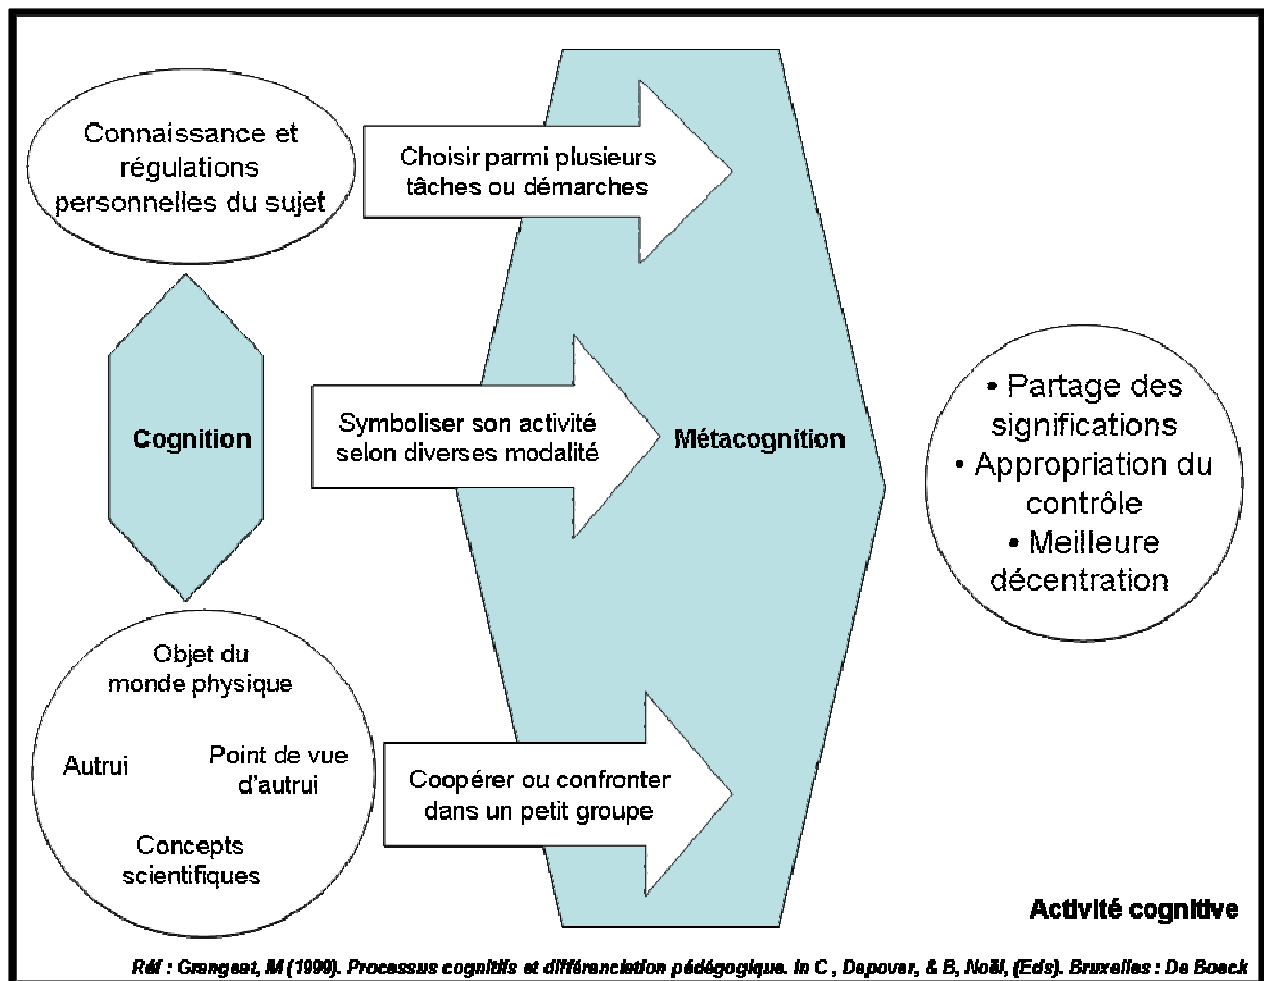 Connaissance et
régulations
personnelles du sujet
Choisir parmi plusieurs
tâches ou démarches
Cognition
Symboliser son activité
selon diverses modalité
Métacognition
• Partage des
significations
• Appropriation du
contrôle
• Meilleure
décentration
Objet du
monde physique
Autrui
Point de vue
d'autrui
Concepts
scientifiques
Coopérer ou confronter
dans un petit groupe
Activité cognitive
Réf : Grangeat, M (1999). Processus cognitifs et différenciation pédagogique. In C , Depover, & B, Noël, (Eds). Bruxelles : De Boeck